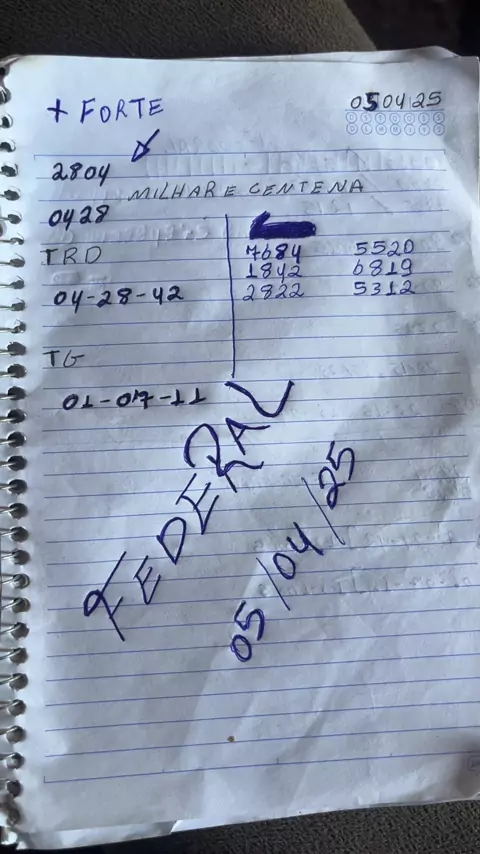 + FORTE
05 04 25
2804
MILHAR E CENTENA
0428
TRD
7684 5520
1842 6819
04-28-42
2822 5312
TG
01-07-11
FEDERAL
05/04/25